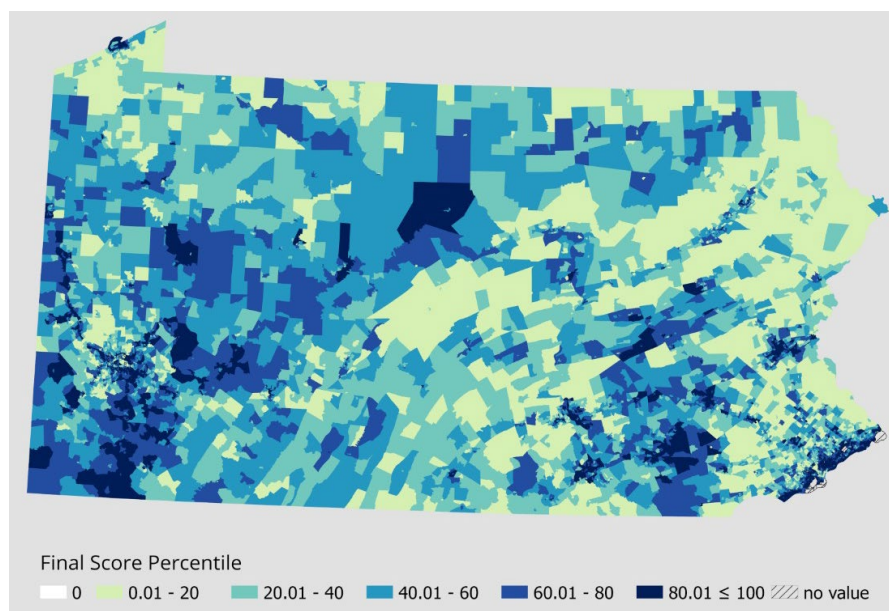 Final Score Percentile
0 0.01 - 20 20.01 - 40 40.01 - 60 60.01 - 80 80.01 ≤ 100 no value